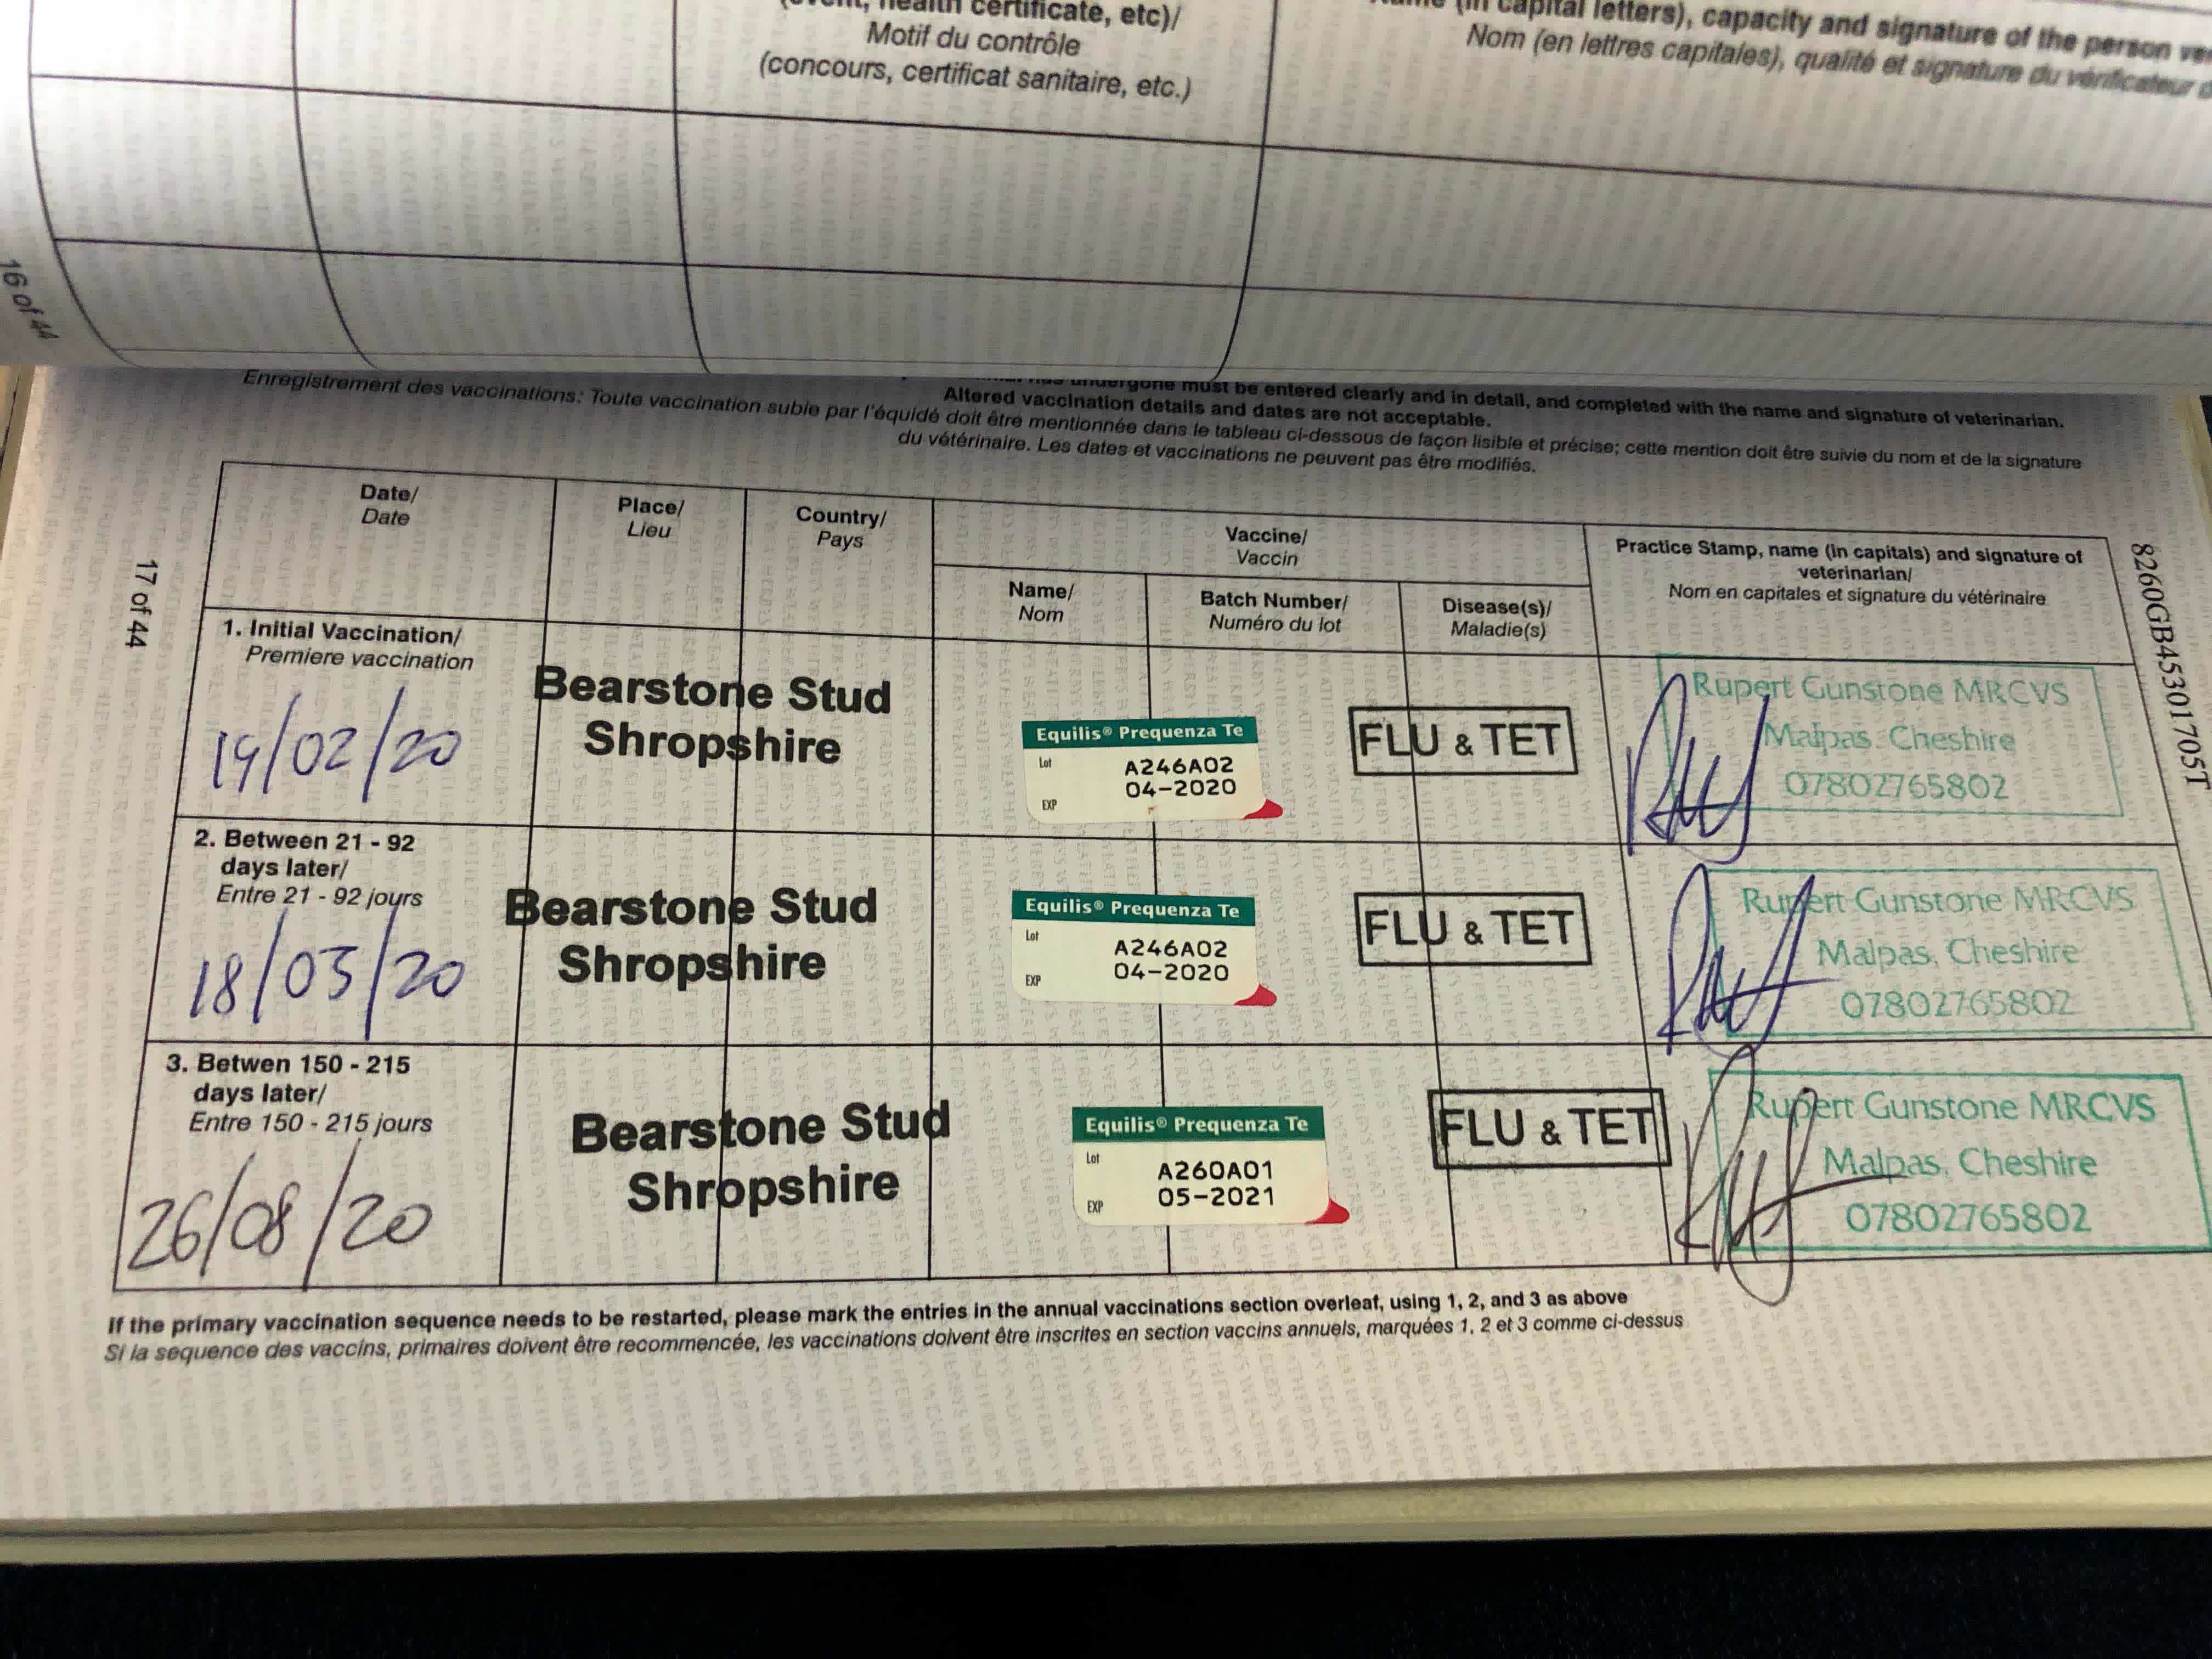 health certificate, etc)/
Motif du contrôle
(concours, certificat sanitaire, etc.)
capital letters), capacity and signature of the person
Nom (en lettres capitales), qualité et signature du vérificateur
16 of 44
undergone must be entered clearly and in detail, and completed with the name and signature of veterinarian.
Altered vaccination details and dates are not acceptable.
Enregistrement des vaccinations: Toute vaccination subie par l'équidé doit être mentionnée dans le tableau ci-dessous de façon lisible et précise; cette mention doit être suivie du nom et de la signature
du vétérinaire. Les dates et vaccinations ne peuvent pas être modifiés.
17 of 44
8260GB45301705T
Date/
Date
Place/
Lieu
Country/
Pays
Vaccine/
Vaccin
Name/
Nom
Batch Number/
Numéro du lot
Disease(s)/
Maladie(s)
Practice Stamp, name (in capitals) and signature of
veterinarian/
Nom en capitales et signature du vétérinaire
1. Initial Vaccination/
Premiere vaccination
19/02/20
Bearstone Stud
Shropshire
Equilis® Prequenza Te
Lot A246A02
EXP 04-2020
FLU & TET
Rupert Gunstone MRCVS
Malpas. Cheshire
07802765802
2. Between 21 - 92
days later/
Entre 21 - 92 jours
18/03/20
Bearstone Stud
Shropshire
Equilis® Prequenza Te
Lot A246A02
EXP 04-2020
FLU & TET
Rupert Gunstone MRCVS
Malpas, Cheshire
07802765802
3. Betwen 150 - 215
days later/
Entre 150 - 215 jours
26/08/20
Bearstone Stud
Shropshire
Equilis® Prequenza Te
Lot A260A01
EXP 05-2021
FLU & TET
Rupert Gunstone MRCVS
Malpas, Cheshire
07802765802
If the primary vaccination sequence needs to be restarted, please mark the entries in the annual vaccinations section overleaf, using 1, 2, and 3 as above
Si la sequence des vaccins, primaires doivent être recommencée, les vaccinations doivent être inscrites en section vaccins annuels, marquées 1, 2 et 3 comme ci-dessus